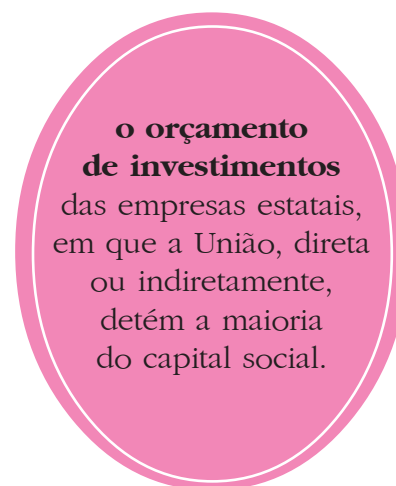 o orçamento
de investimentos
das empresas estatais,
em que a União, direta
ou indiretamente,
detém a maioria
do capital social.